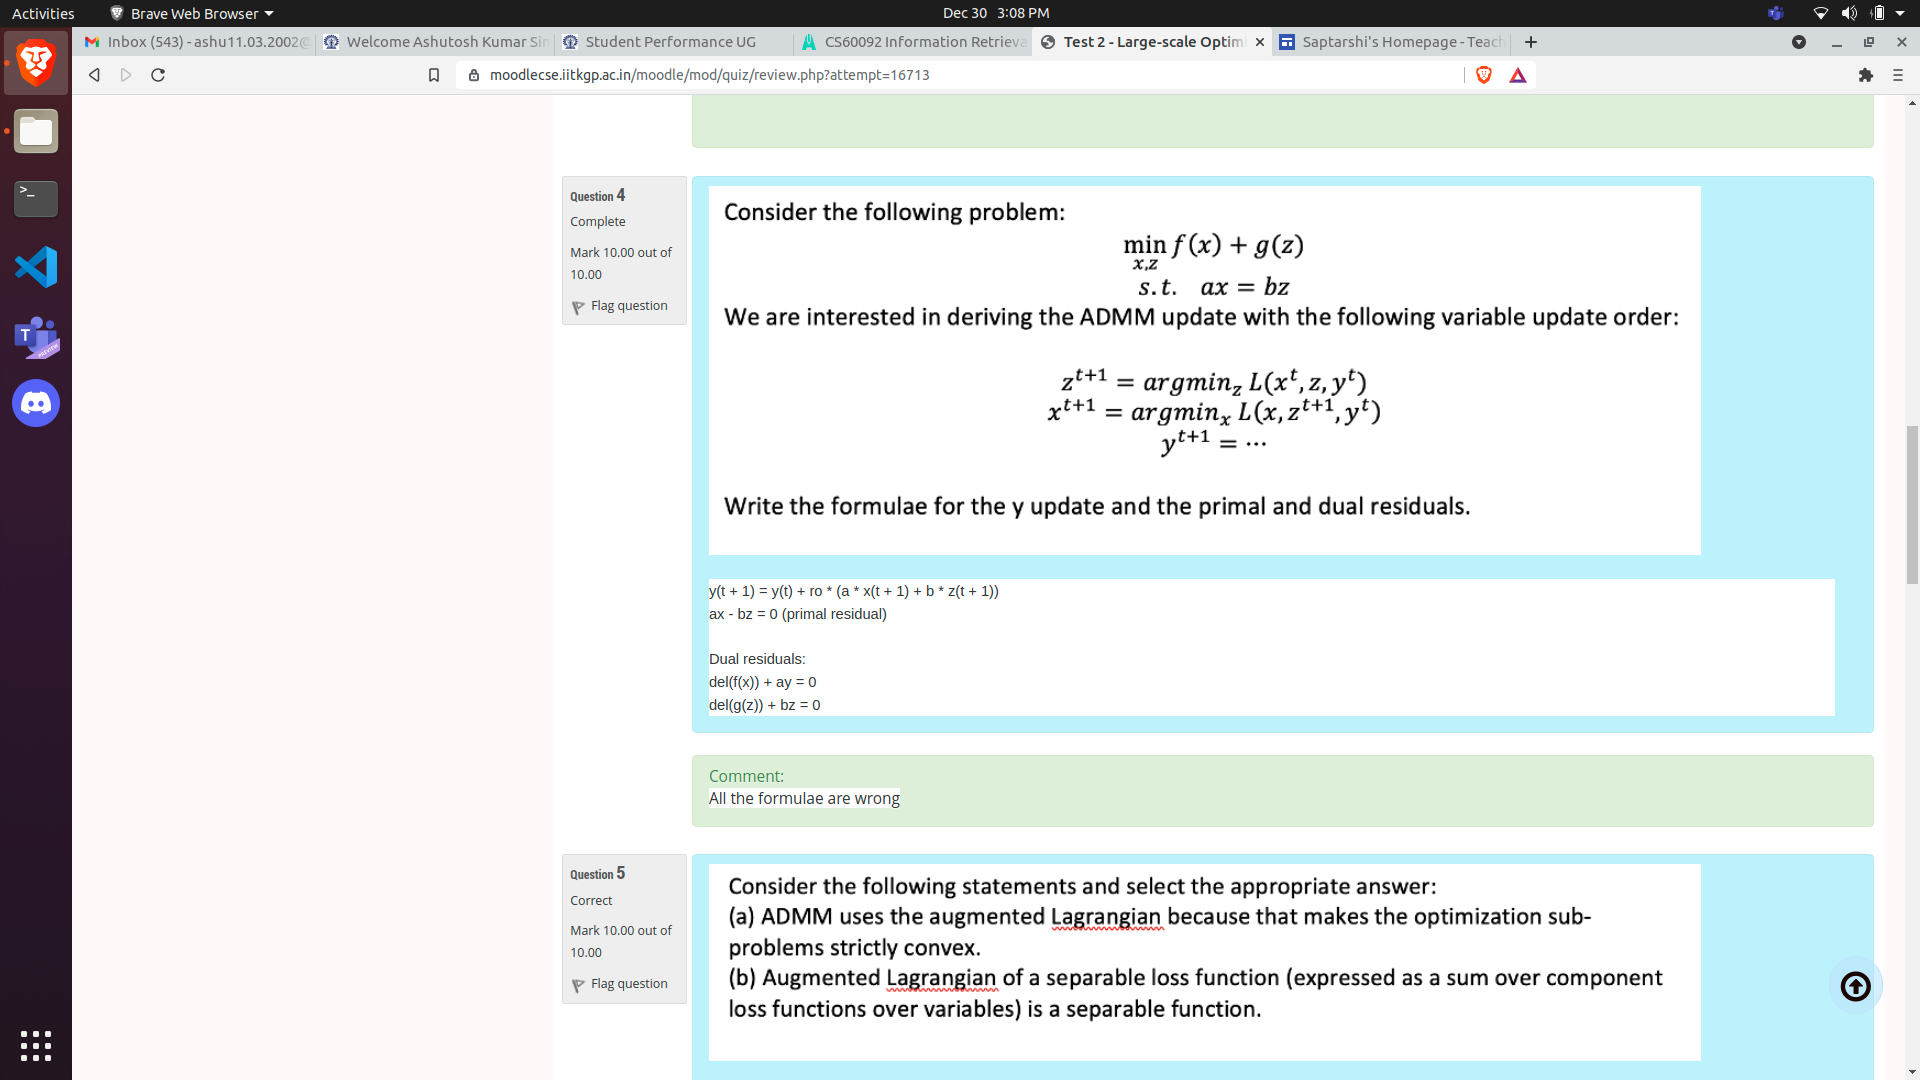 Activities
Brave Web Browser
Dec 30 3:08 PM
Inbox (543) - ashu11.03.2002@
Welcome Ashutosh Kumar Sin
Student Performance UG
CS60092 Information Retrieva
Test 2 - Large-scale Optim
Saptarshi's Homepage - Teach
moodlecse.iitkgp.ac.in/moodle/mod/quiz/review.php?attempt=16713
Question 4
Complete
Mark 10.00 out of
10.00
Flag question
Consider the following problem:
min f(x) + g(z)
x,z
s.t. ax = bz
We are interested in deriving the ADMM update with the following variable update order:
z^{t+1} = argmin_z L(x^t, z, y^t)
x^{t+1} = argmin_x L(x, z^{t+1}, y^t)
y^{t+1} = ⋯
Write the formulae for the y update and the primal and dual residuals.
y(t + 1) = y(t) + ro * (a * x(t + 1) + b * z(t + 1))
ax - bz = 0 (primal residual)
Dual residuals:
del(f(x)) + ay = 0
del(g(z)) + bz = 0
Comment:
All the formulae are wrong
Question 5
Correct
Mark 10.00 out of
10.00
Flag question
Consider the following statements and select the appropriate answer:
(a) ADMM uses the augmented Lagrangian because that makes the optimization sub-
problems strictly convex.
(b) Augmented Lagrangian of a separable loss function (expressed as a sum over component
loss functions over variables) is a separable function.